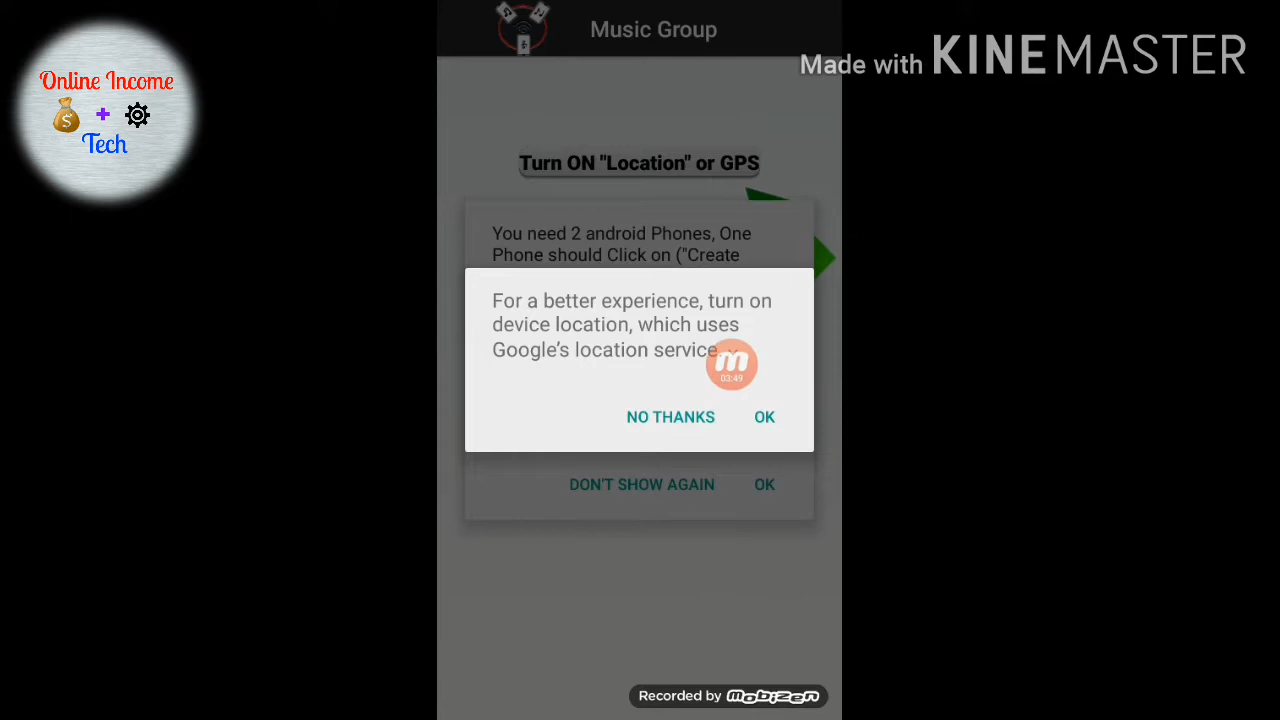 Online Income
+
Tech
Music Group
Made with KINEMASTER
Turn ON "Location" or GPS
You need 2 android Phones, One
Phone should Click on ("Create
For a better experience, turn on
device location, which uses
Google's location service.
03:49
NO THANKS OK
DON'T SHOW AGAIN OK
Recorded by mobizen